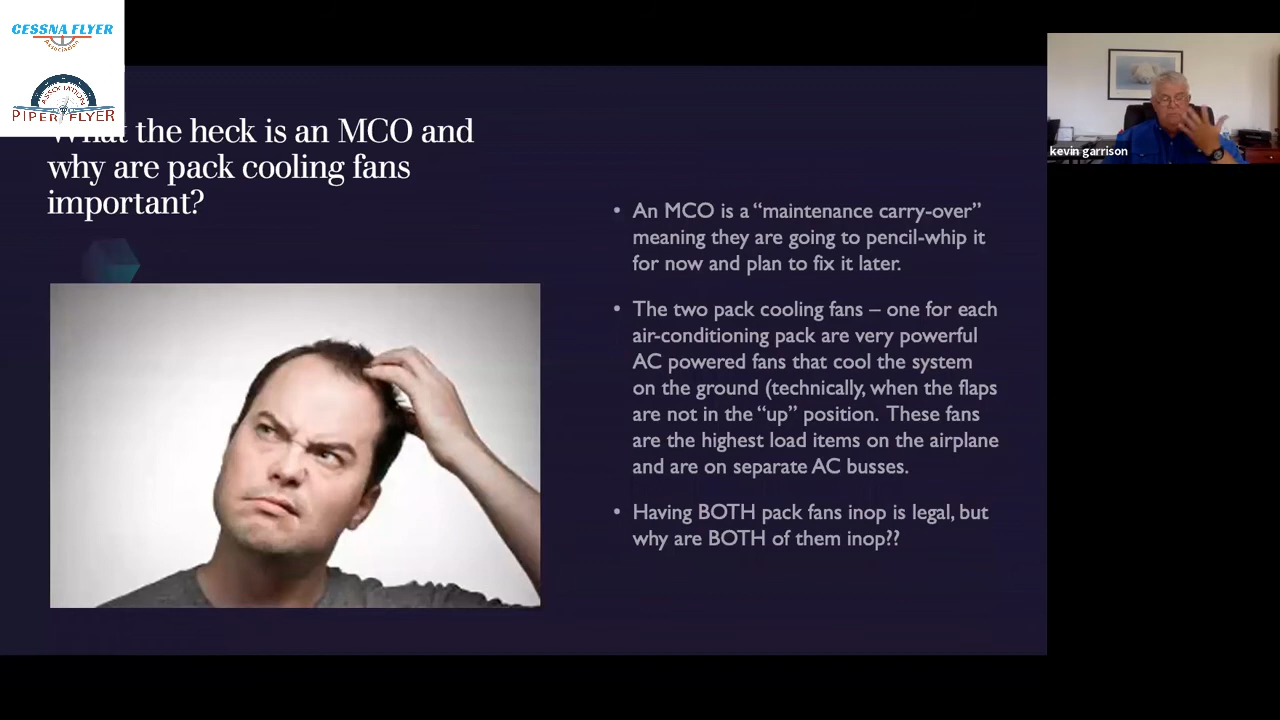 CESSNA FLYER
Association
ASSOCIATION
PIPER FLYER
What the heck is an MCO and
why are pack cooling fans
important?
kevin garrison
• An MCO is a “maintenance carry-over”
meaning they are going to pencil-whip it
for now and plan to fix it later.
• The two pack cooling fans – one for each
air-conditioning pack are very powerful
AC powered fans that cool the system
on the ground (technically, when the flaps
are not in the “up” position. These fans
are the highest load items on the airplane
and are on separate AC busses.
• Having BOTH pack fans inop is legal, but
why are BOTH of them inop??